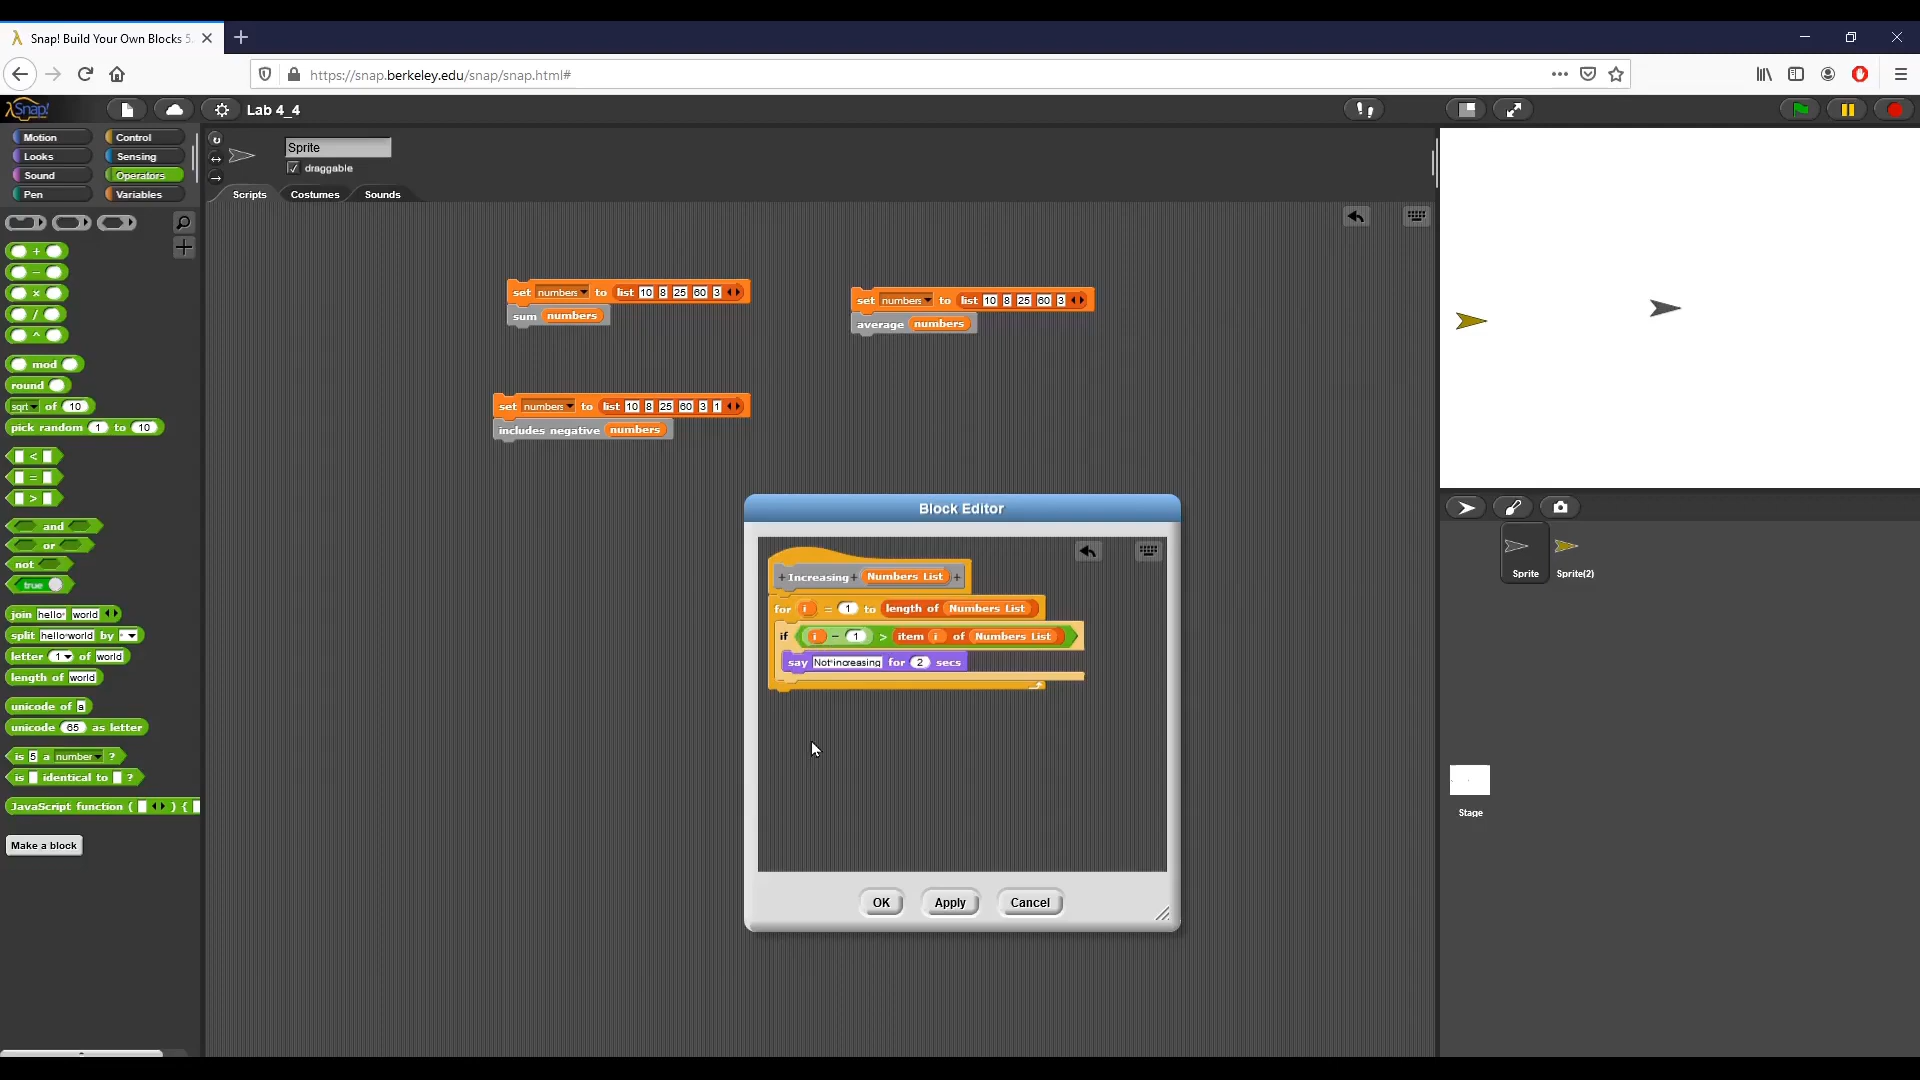 Snap! Build Your Own Blocks 5.
https://snap.berkeley.edu/snap/snap.html#
Snap!
Lab 4_4
Motion
Control
Looks
Sensing
Sound
Operators
Pen
Variables
Sprite
draggable
Scripts
Costumes
Sounds
+
−
×
/
^
mod
round
sqrt of 10
pick random 1 to 10
<
=
>
and
or
not
true
join hello world
split hello world by
letter 1 of world
length of world
unicode of a
unicode 65 as letter
is 5 a number ?
is identical to ?
JavaScript function ( ) {
Make a block
set numbers to list 10 8 25 60 3
sum numbers
set numbers to list 10 8 25 60 3
average numbers
set numbers to list 10 8 25 60 3 1
includes negative numbers
Block Editor
+ Increasing + Numbers List +
for i = 1 to length of Numbers List
if i − 1 > item i of Numbers List
say Not increasing for 2 secs
OK
Apply
Cancel
Sprite
Sprite(2)
Stage